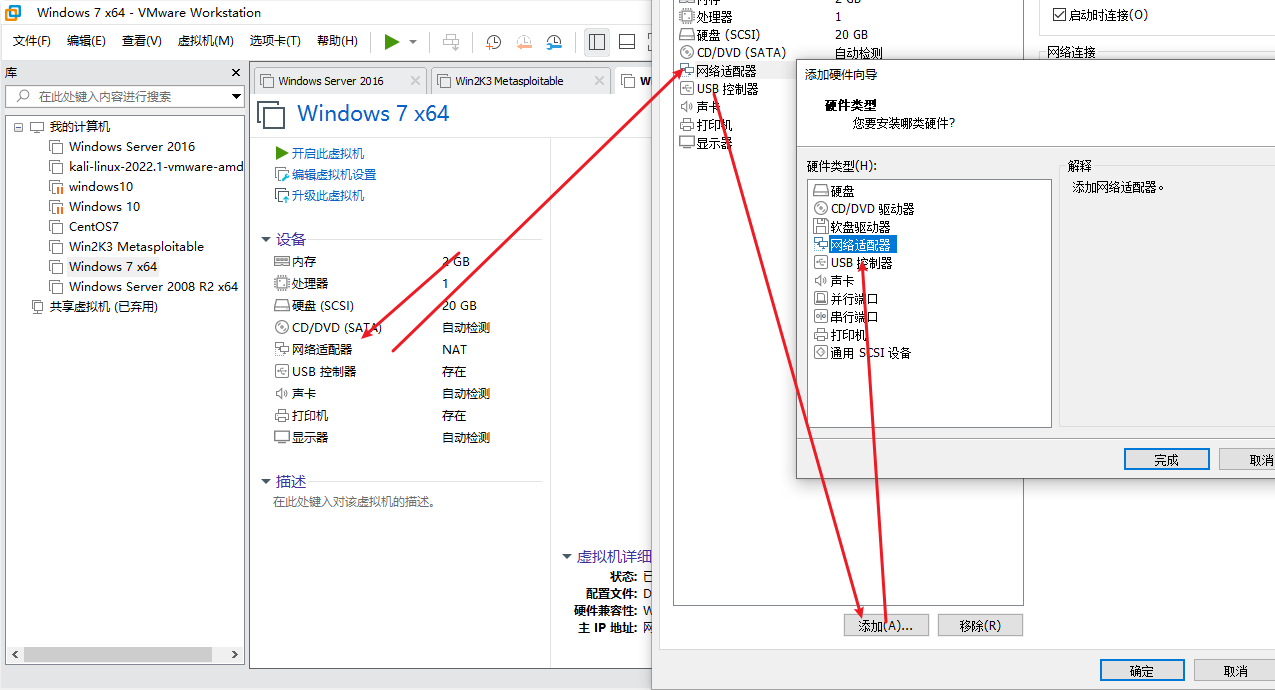 Windows 7 x64 - VMware Workstation
文件(F) 编辑(E) 查看(V) 虚拟机(M) 选项卡(T) 帮助(H)
库
在此处键入内容进行搜索
我的计算机
Windows Server 2016
kali-linux-2022.1-vmware-amd
windows10
Windows 10
CentOS7
Win2K3 Metasploitable
Windows 7 x64
Windows Server 2008 R2 x64
共享虚拟机 (已弃用)
Windows Server 2016
Win2K3 Metasploitable
Windows 7 x64
开启此虚拟机
编辑虚拟机设置
升级此虚拟机
设备
内存 2 GB
处理器 1
硬盘 (SCSI) 20 GB
CD/DVD (SATA) 自动检测
网络适配器 NAT
USB 控制器 存在
声卡 自动检测
打印机 存在
显示器 自动检测
描述
在此处键入对该虚拟机的描述。
虚拟机详细
状态: 已
配置文件: D
硬件兼容性: W
主 IP 地址: 网
内存 2 GB
处理器 1
硬盘 (SCSI) 20 GB
CD/DVD (SATA) 自动检测
网络适配器
USB 控制器
声卡
打印机
显示器
添加(A)... 移除(R)
启动时连接(O)
网络连接
添加硬件向导
硬件类型
您要安装哪类硬件?
硬件类型(H):
硬盘
CD/DVD 驱动器
软盘驱动器
网络适配器
USB 控制器
声卡
并行端口
串行端口
打印机
通用 SCSI 设备
解释
添加网络适配器。
完成 取消
确定 取消